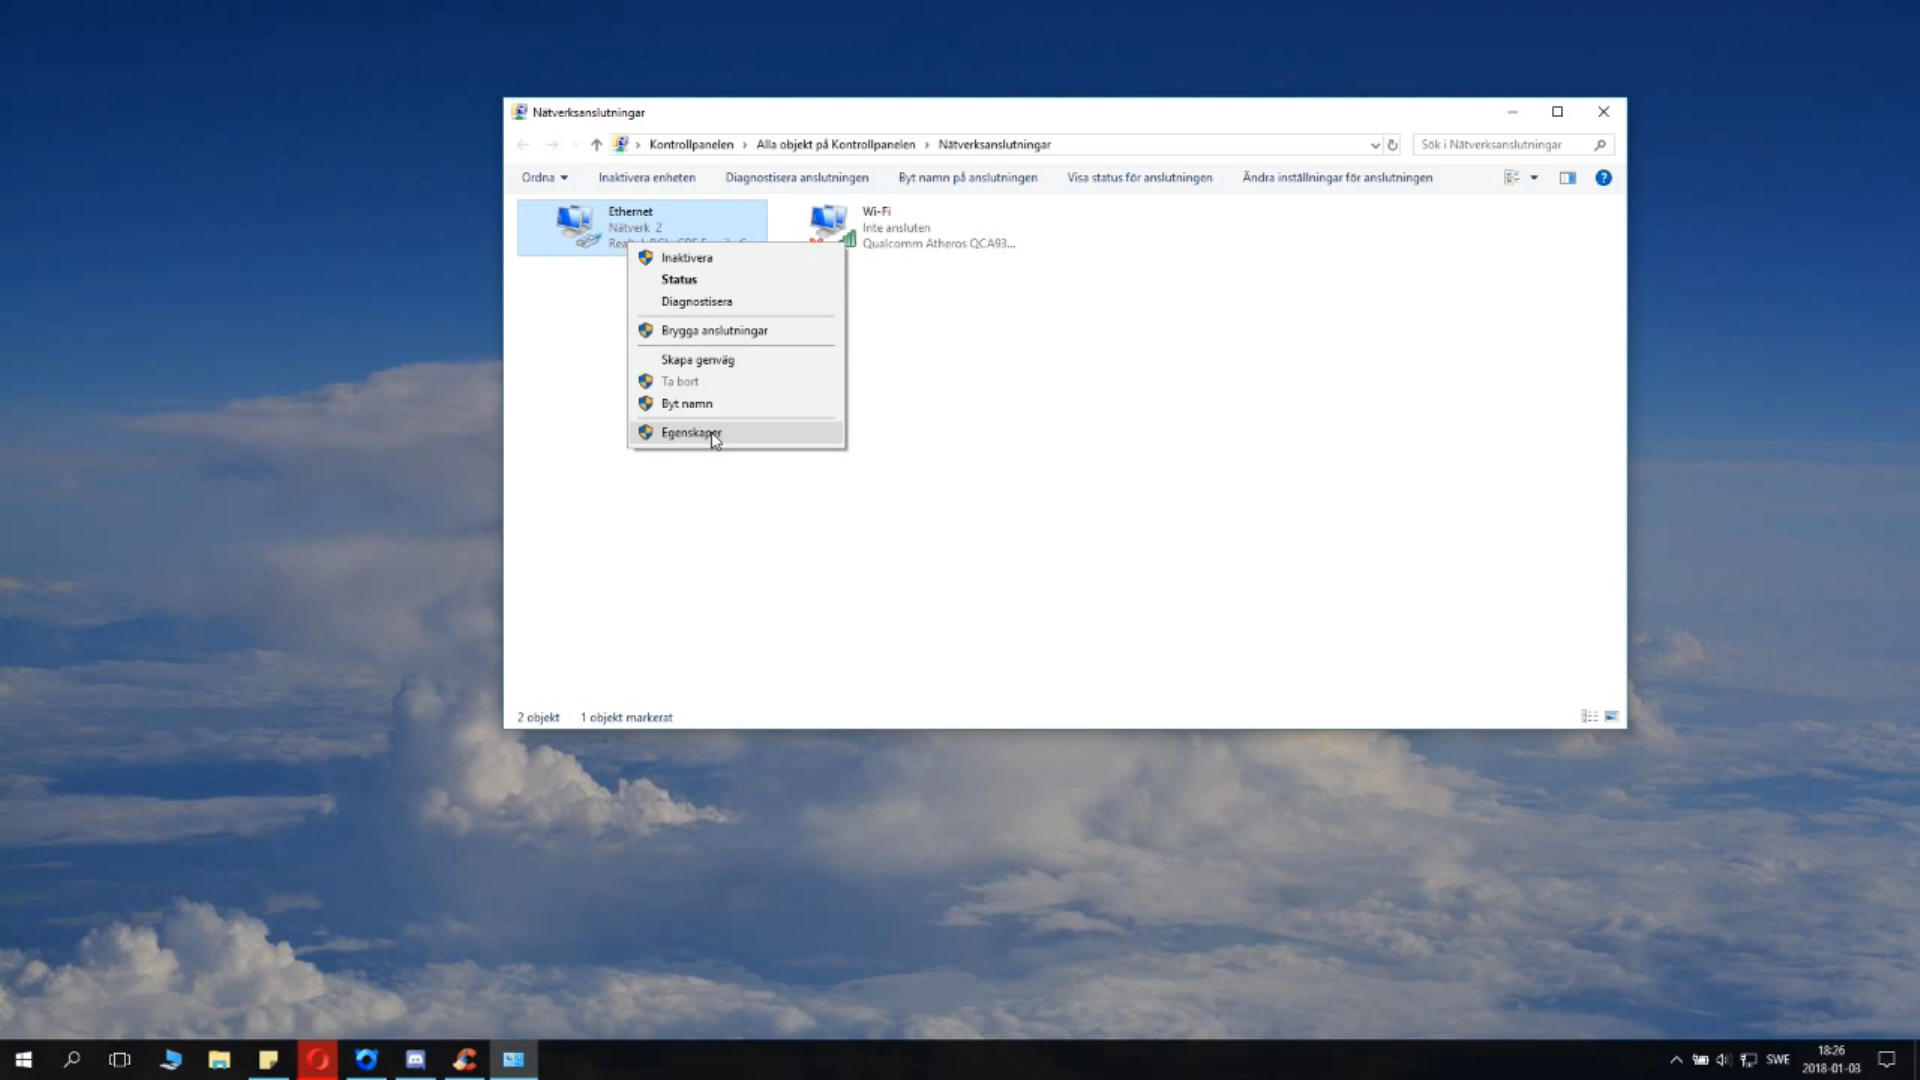 Nätverksanslutningar
Kontrollpanelen › Alla objekt på Kontrollpanelen › Nätverksanslutningar
Sök i Nätverksanslutningar
Ordna
Inaktivera enheten
Diagnostisera anslutningen
Byt namn på anslutningen
Visa status för anslutningen
Ändra inställningar för anslutningen
Ethernet
Nätverk 2
Wi-Fi
Inte ansluten
Qualcomm Atheros QCA93...
Inaktivera
Status
Diagnostisera
Brygga anslutningar
Skapa genväg
Ta bort
Byt namn
Egenskaper
2 objekt
1 objekt markerat
SWE
18:26
2018-01-03